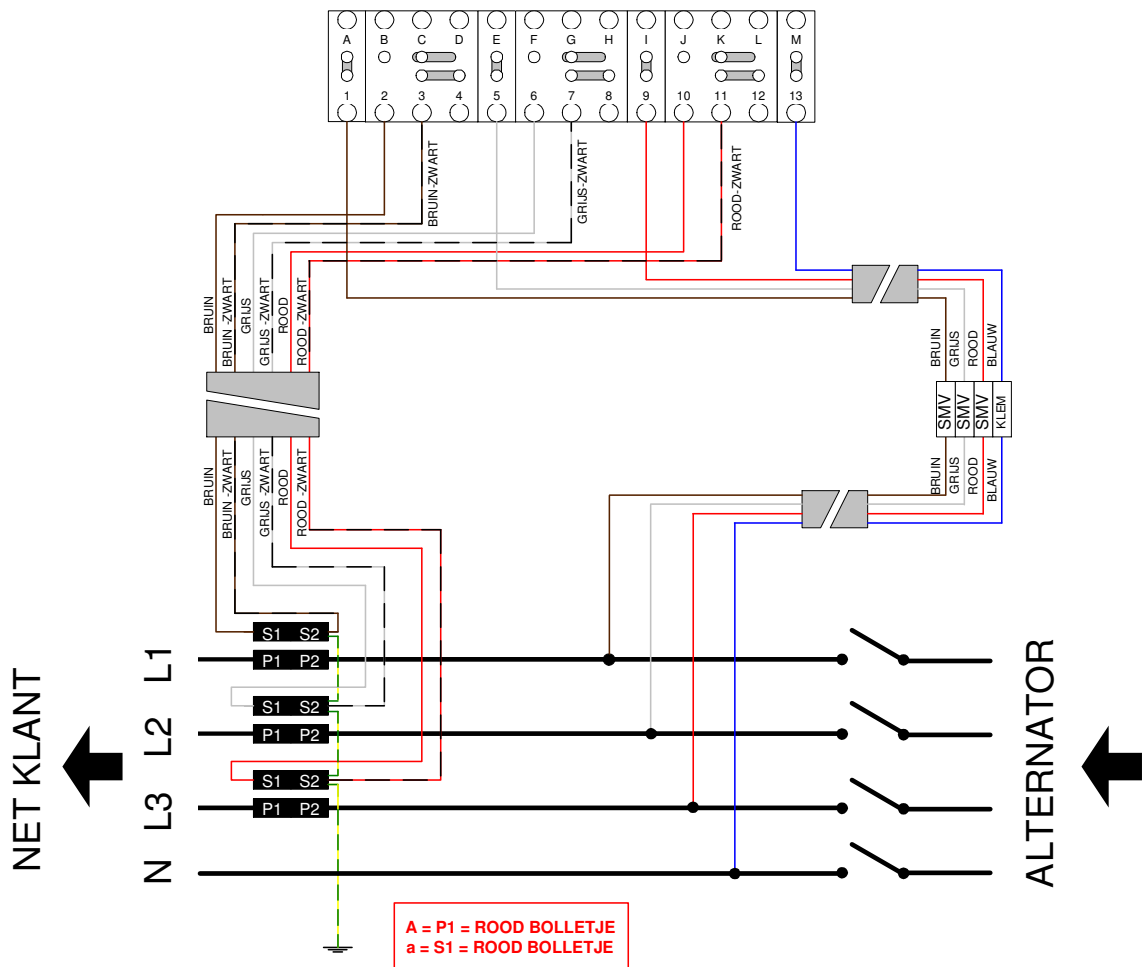 A B C D E F G H I J K L M
1 2 3 4 5 6 7 8 9 10 11 12 13
BRUIN-ZWART
GRIJS-ZWART
ROOD-ZWART
BRUIN
BRUIN -ZWART
GRIJS
GRIJS -ZWART
ROOD
ROOD -ZWART
BRUIN
GRIJS
ROOD
BLAUW
SMV
SMV
SMV
KLEM
BRUIN
BRUIN -ZWART
GRIJS
GRIJS -ZWART
ROOD
ROOD -ZWART
BRUIN
GRIJS
ROOD
BLAUW
S1 S2
L1
P1 P2
S1 S2
L2
P1 P2
S1 S2
L3
P1 P2
N
NET KLANT
ALTERNATOR
A = P1 = ROOD BOLLETJE
a = S1 = ROOD BOLLETJE